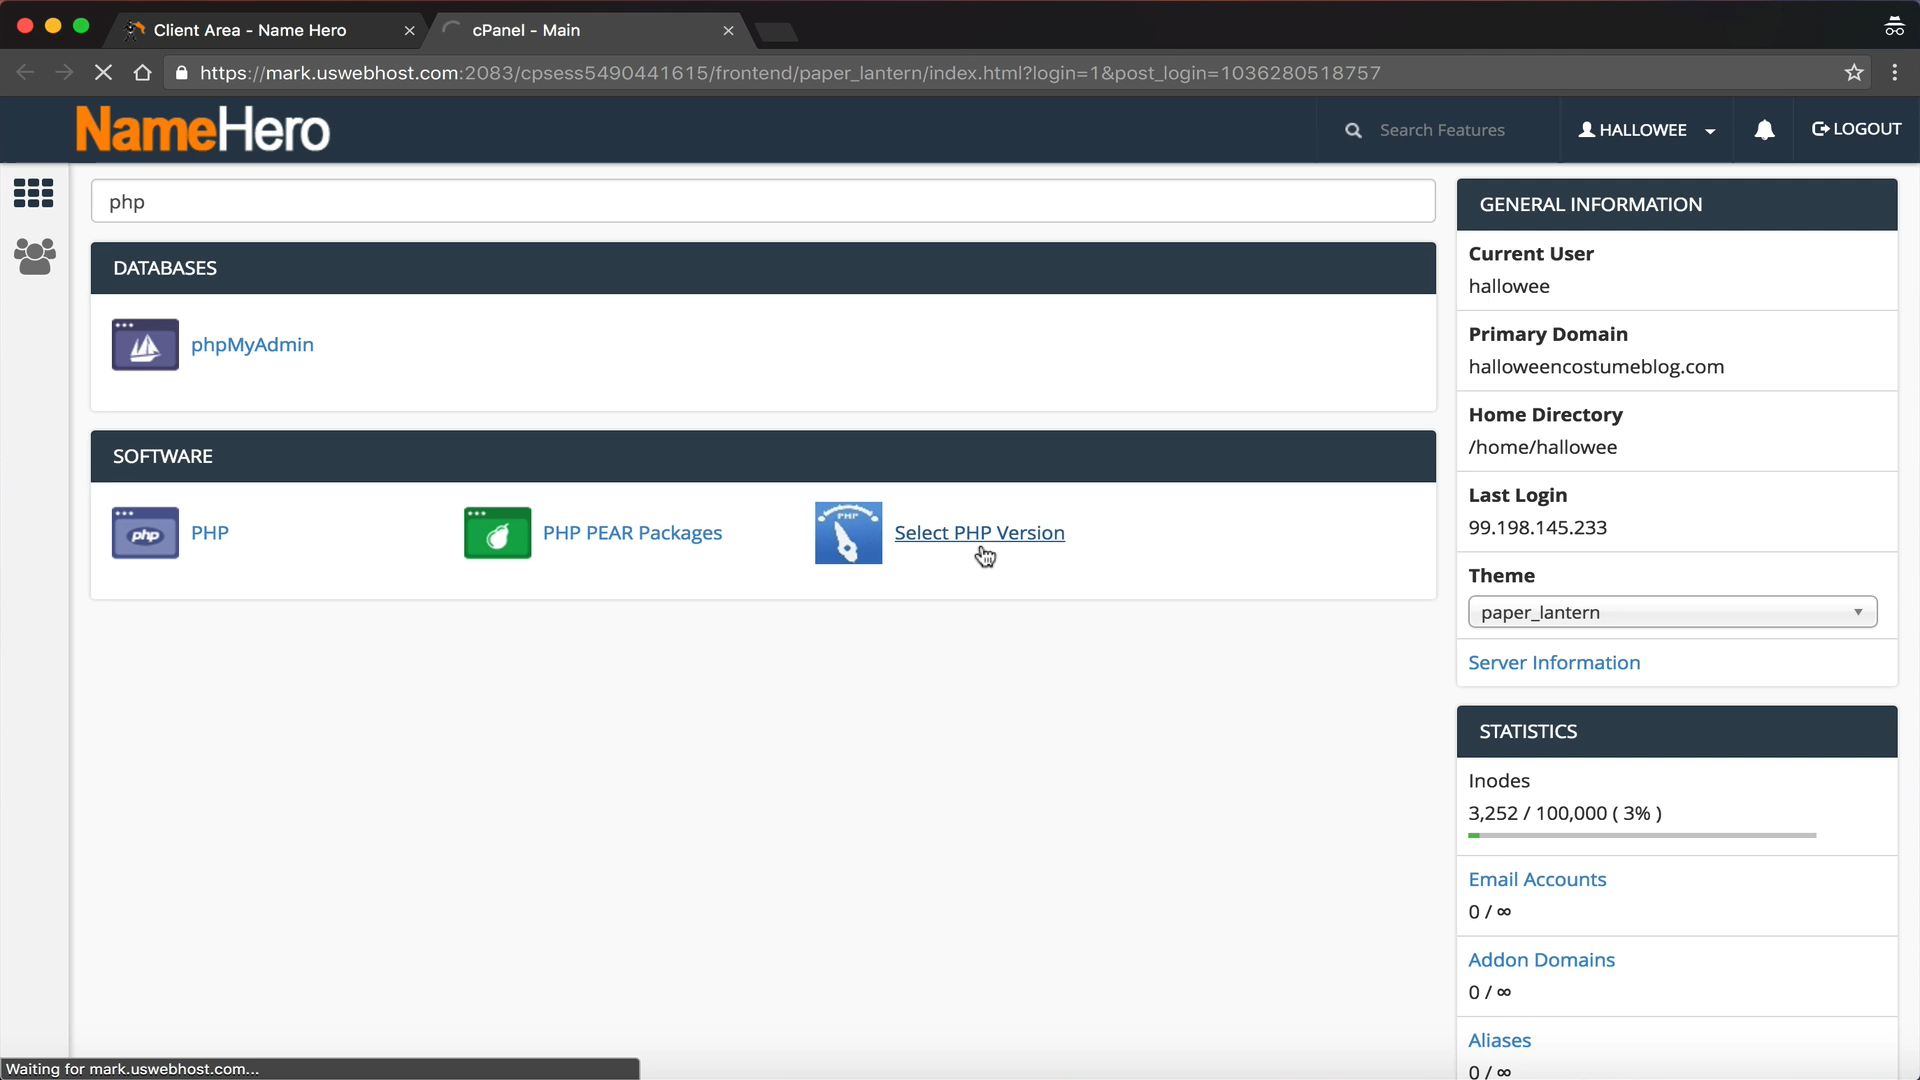 Client Area - Name Hero
cPanel - Main
https://mark.uswebhost.com:2083/cpsess5490441615/frontend/paper_lantern/index.html?login=1&post_login=1036280518757
NameHero
Search Features
HALLOWEE
LOGOUT
php
DATABASES
phpMyAdmin
SOFTWARE
php
PHP
PHP PEAR Packages
PHP
Select PHP Version
GENERAL INFORMATION
Current User
hallowee
Primary Domain
halloweencostumeblog.com
Home Directory
/home/hallowee
Last Login
99.198.145.233
Theme
paper_lantern
Server Information
STATISTICS
Inodes
3,252 / 100,000 ( 3% )
Email Accounts
0 / ∞
Addon Domains
0 / ∞
Aliases
0 / ∞
Waiting for mark.uswebhost.com...